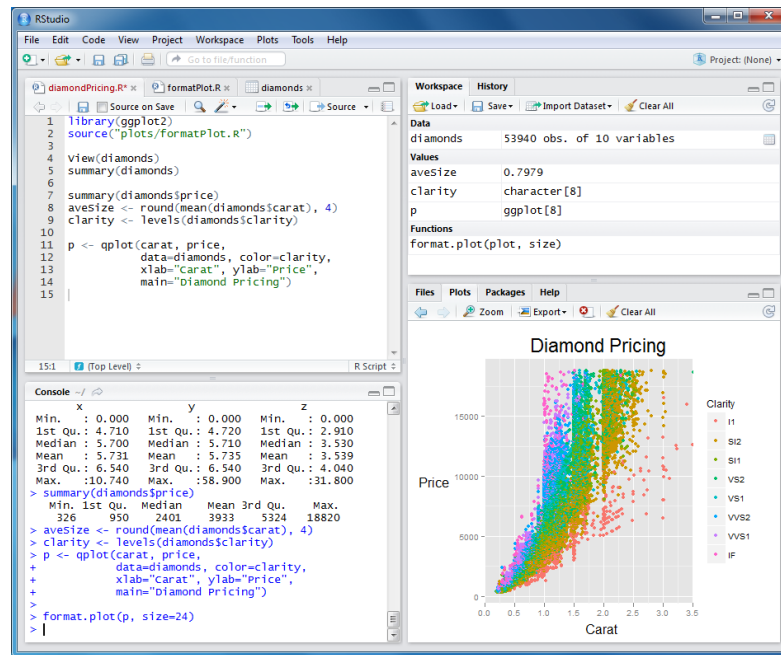 RStudio
File Edit Code View Project Workspace Plots Tools Help
Go to file/function
Project: (None)
diamondPricing.R* formatPlot.R diamonds
Source on Save Source
1 library(ggplot2)
2 source("plots/formatPlot.R")
3
4 View(diamonds)
5 summary(diamonds)
6
7 summary(diamonds$price)
8 aveSize <- round(mean(diamonds$carat), 4)
9 clarity <- levels(diamonds$clarity)
10
11 p <- qplot(carat, price,
12 data=diamonds, color=clarity,
13 xlab="Carat", ylab="Price",
14 main="Diamond Pricing")
15
15:1 (Top Level) R Script
Console ~/
x y z
Min. : 0.000 Min. : 0.000 Min. : 0.000
1st Qu.: 4.710 1st Qu.: 4.720 1st Qu.: 2.910
Median : 5.700 Median : 5.710 Median : 3.530
Mean : 5.731 Mean : 5.735 Mean : 3.539
3rd Qu.: 6.540 3rd Qu.: 6.540 3rd Qu.: 4.040
Max. :10.740 Max. :58.900 Max. :31.800
> summary(diamonds$price)
Min. 1st Qu. Median Mean 3rd Qu. Max.
326 950 2401 3933 5324 18820
> aveSize <- round(mean(diamonds$carat), 4)
> clarity <- levels(diamonds$clarity)
> p <- qplot(carat, price,
+ data=diamonds, color=clarity,
+ xlab="Carat", ylab="Price",
+ main="Diamond Pricing")
>
> format.plot(p, size=24)
>
Workspace History
Load Save Import Dataset Clear All
Data
diamonds 53940 obs. of 10 variables
Values
aveSize 0.7979
clarity character[8]
p ggplot[8]
Functions
format.plot(plot, size)
Files Plots Packages Help
Zoom Export Clear All
Diamond Pricing
Price
15000
10000
5000
0
0.0 0.5 1.0 1.5 2.0 2.5 3.0 3.5
Carat
Clarity
I1
SI2
SI1
VS2
VS1
VVS2
VVS1
IF